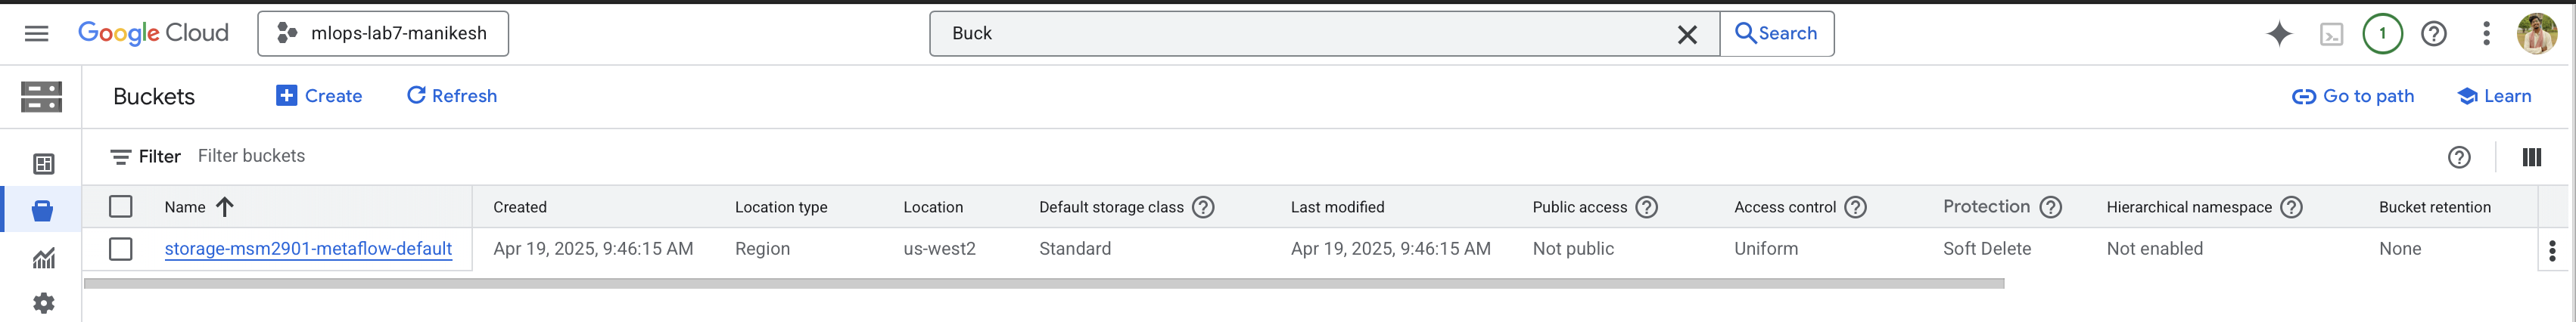 Google Cloud mlops-lab7-manikesh Buck Search 1
Buckets Create Refresh Go to path Learn
Filter Filter buckets
Name Created Location type Location Default storage class Last modified Public access Access control Protection Hierarchical namespace Bucket retention
storage-msm2901-metaflow-default Apr 19, 2025, 9:46:15 AM Region us-west2 Standard Apr 19, 2025, 9:46:15 AM Not public Uniform Soft Delete Not enabled None